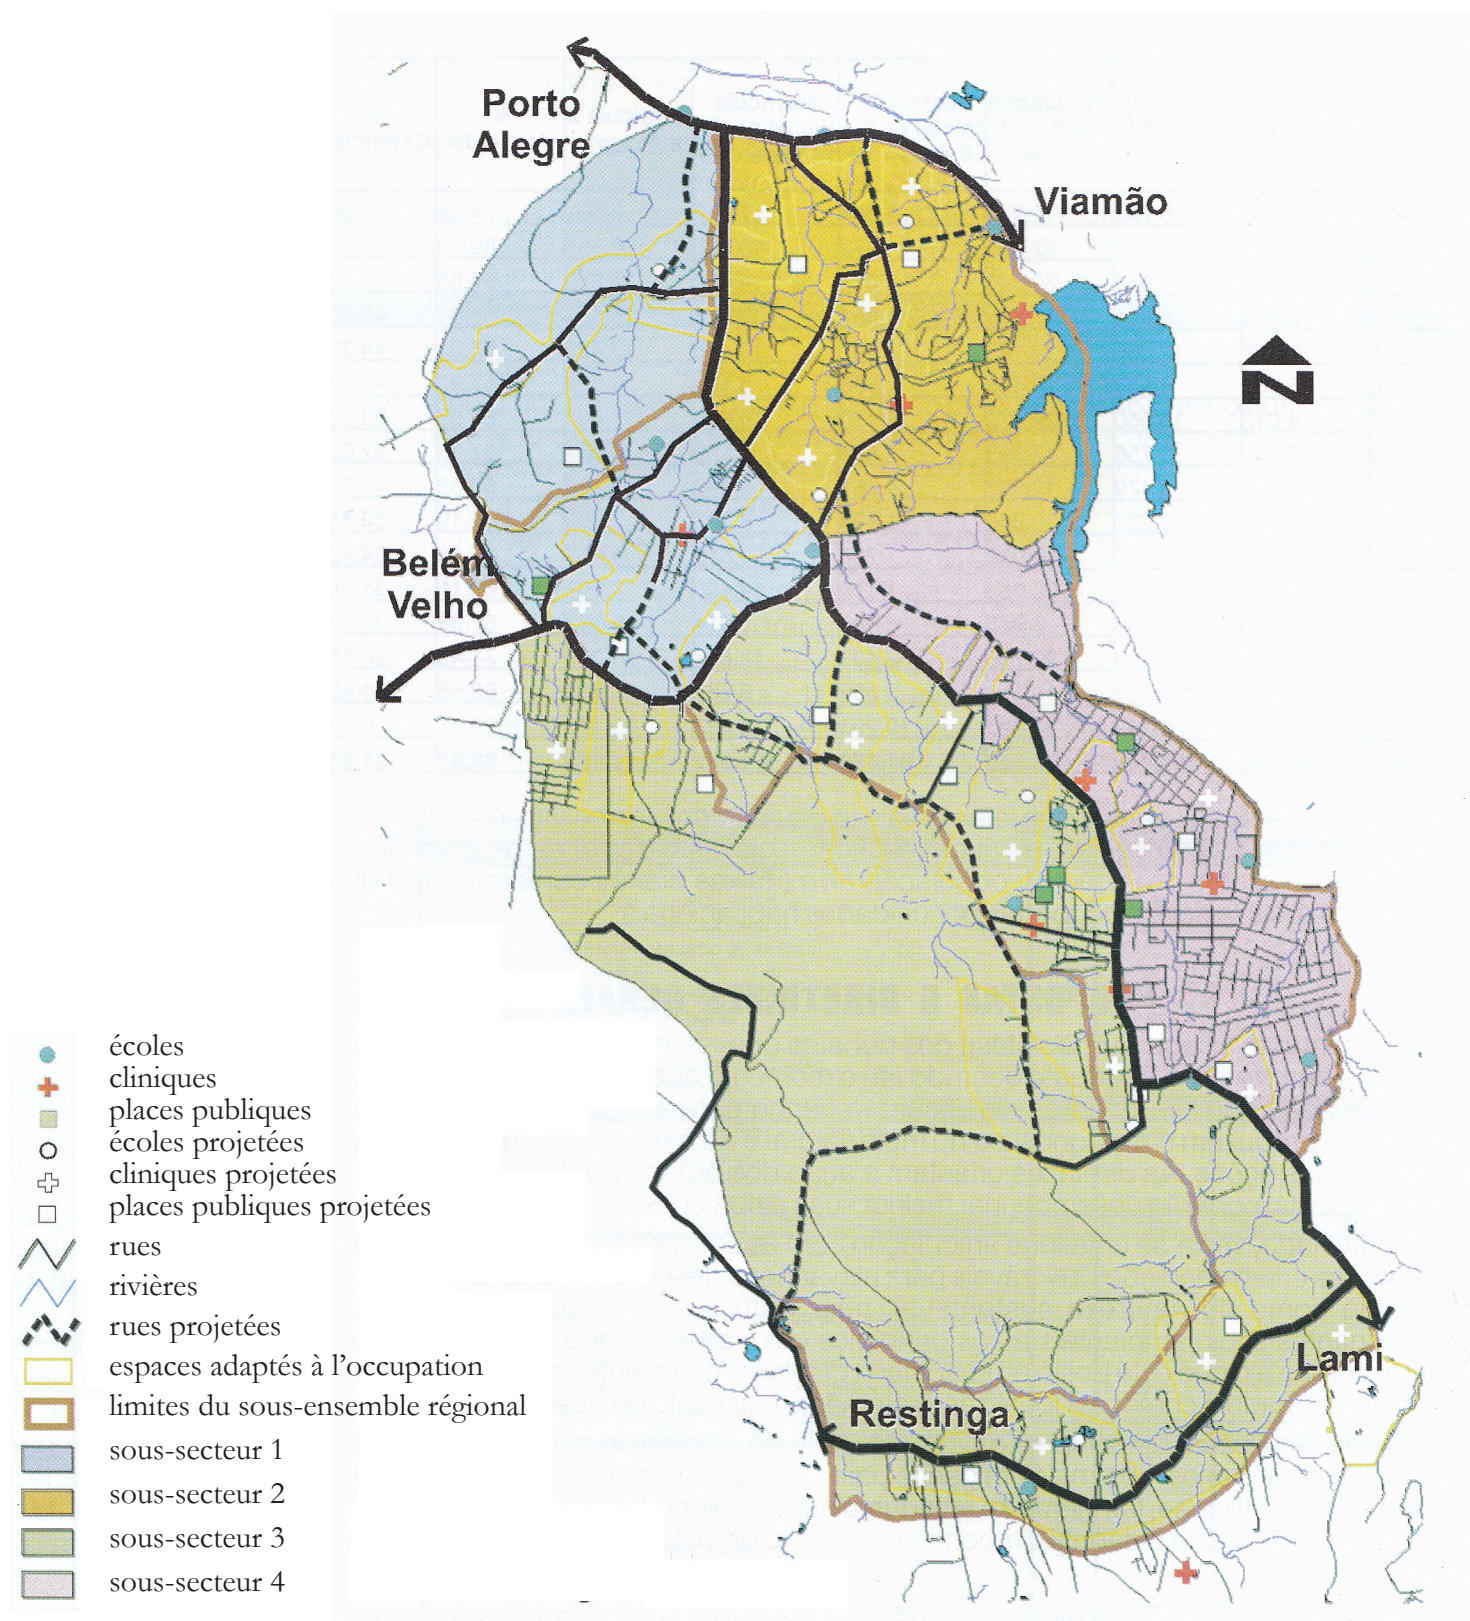 Porto
Alegre
Viamão
N
Belém
Velho
écoles
cliniques
places publiques
écoles projetées
cliniques projetées
places publiques projetées
rues
rivières
rues projetées
espaces adaptés à l'occupation
limites du sous-ensemble régional
sous-secteur 1
sous-secteur 2
sous-secteur 3
sous-secteur 4
Lami
Restinga